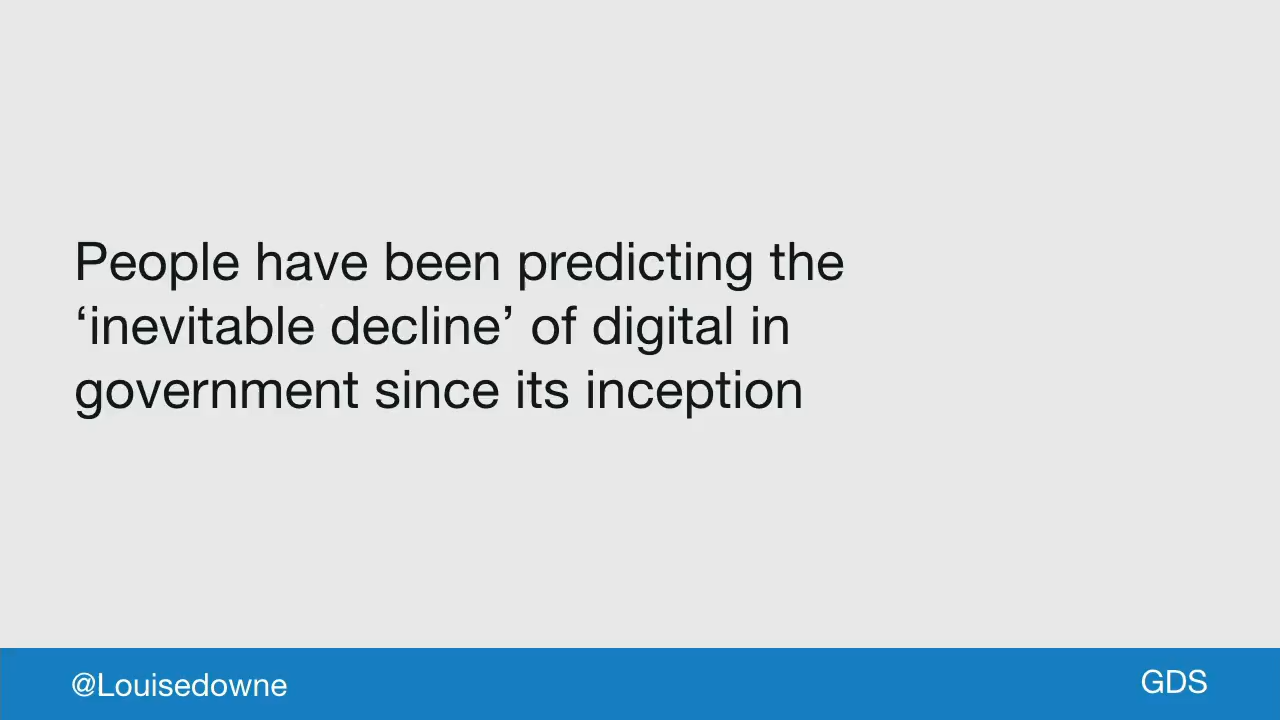 People have been predicting the
‘inevitable decline’ of digital in
government since its inception
@Louisedowne
GDS